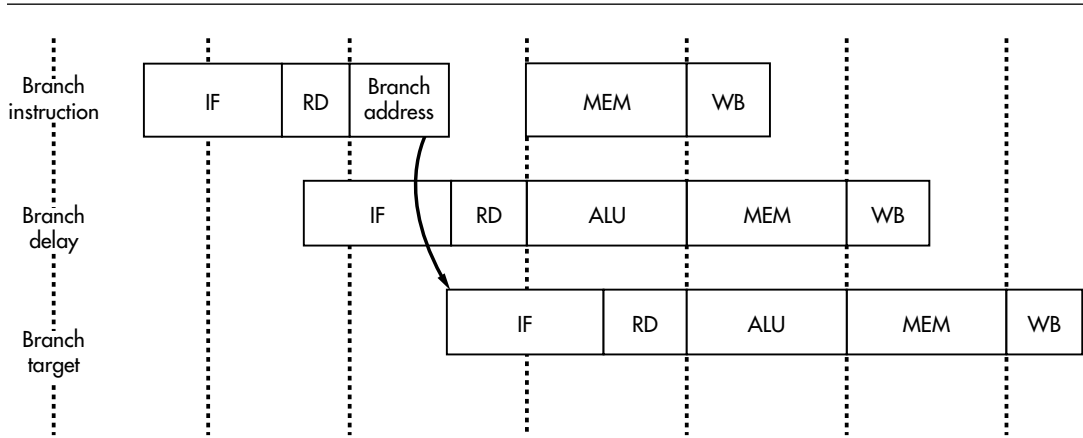 Branch
instruction
IF
RD
Branch
address
MEM
WB
Branch
delay
IF
RD
ALU
MEM
WB
Branch
target
IF
RD
ALU
MEM
WB